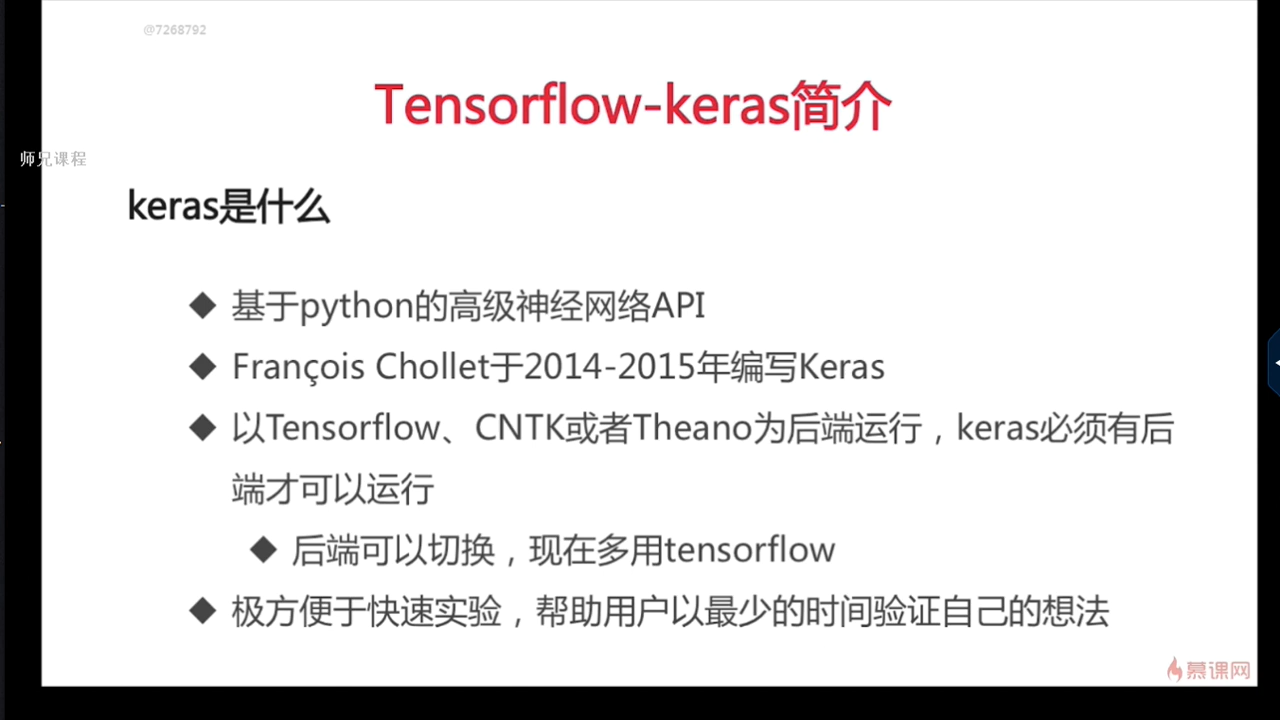 @7268792
Tensorflow-keras简介
师兄课程
keras是什么
◆ 基于python的高级神经网络API
◆ François Chollet于2014-2015年编写Keras
◆ 以Tensorflow、CNTK或者Theano为后端运行，keras必须有后
端才可以运行
◆ 后端可以切换，现在多用tensorflow
◆ 极方便于快速实验，帮助用户以最少的时间验证自己的想法
慕课网